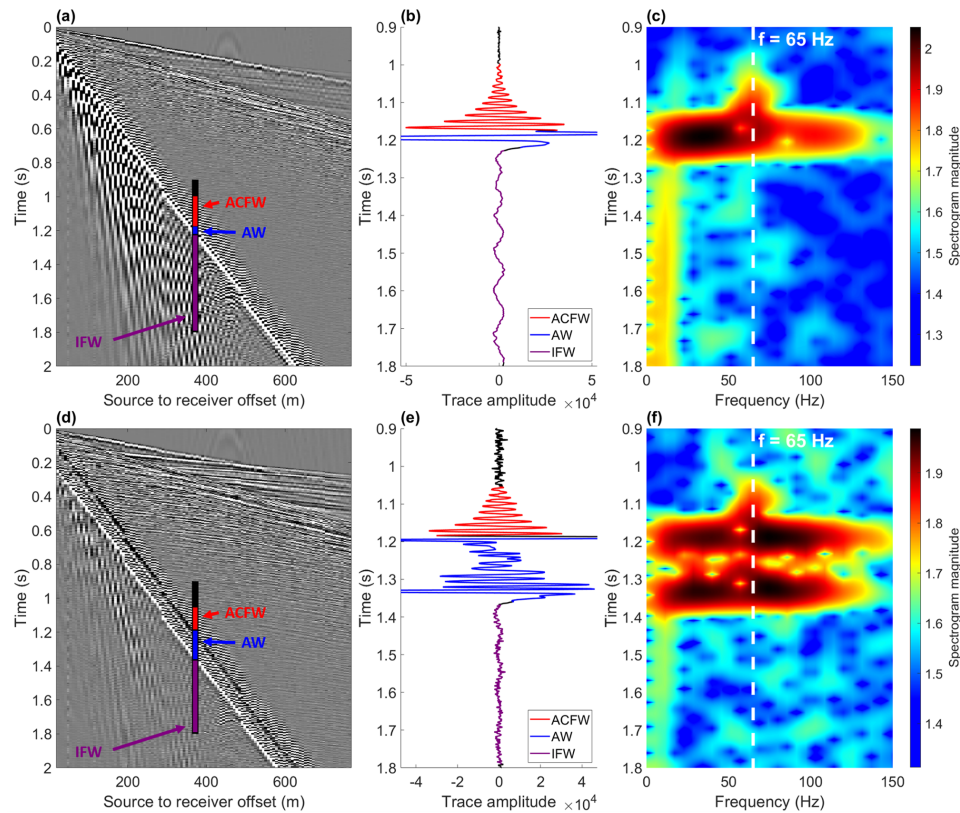 (a)
0
0.2
0.4
0.6
0.8
1
1.2
1.4
1.6
1.8
2
Time (s)
ACFW
AW
IFW
200 400 600
Source to receiver offset (m)
(b)
0.9
1
1.1
1.2
1.3
1.4
1.5
1.6
1.7
1.8
Time (s)
ACFW
AW
IFW
-5 0 5
Trace amplitude ×10⁴
(c)
f = 65 Hz
0.9
1
1.1
1.2
1.3
1.4
1.5
1.6
1.7
1.8
Time (s)
0 50 100 150
Frequency (Hz)
2
1.9
1.8
1.7
1.6
1.5
1.4
1.3
Spectrogram magnitude
(d)
0
0.2
0.4
0.6
0.8
1
1.2
1.4
1.6
1.8
2
Time (s)
ACFW
AW
IFW
200 400 600
Source to receiver offset (m)
(e)
0.9
1
1.1
1.2
1.3
1.4
1.5
1.6
1.7
1.8
Time (s)
ACFW
AW
IFW
-4 -2 0 2 4
Trace amplitude ×10⁴
(f)
f = 65 Hz
0.9
1
1.1
1.2
1.3
1.4
1.5
1.6
1.7
1.8
Time (s)
0 50 100 150
Frequency (Hz)
1.9
1.8
1.7
1.6
1.5
1.4
Spectrogram magnitude